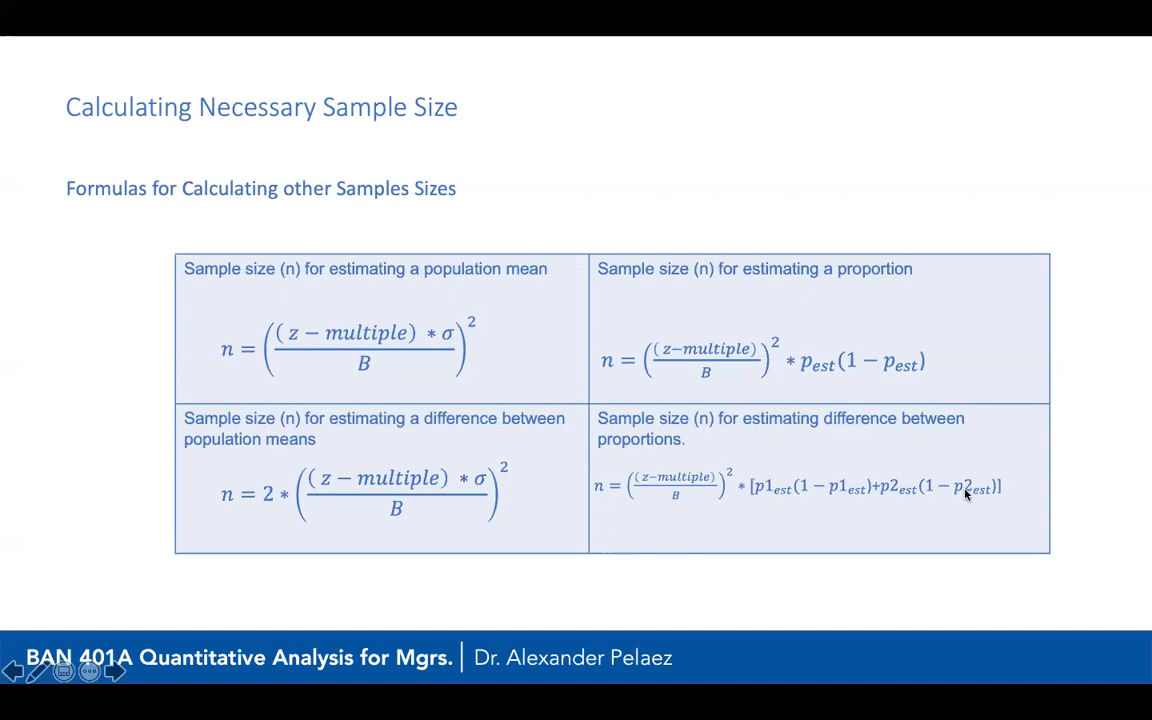 Calculating Necessary Sample Size
Formulas for Calculating other Samples Sizes
Sample size (n) for estimating a population mean
n = ((z − multiple) * σ / B)^2
Sample size (n) for estimating a proportion
n = ((z−multiple) / B)^2 * p_est(1 − p_est)
Sample size (n) for estimating a difference between
population means
n = 2 * ((z − multiple) * σ / B)^2
Sample size (n) for estimating difference between
proportions.
n = ((z−multiple) / B)^2 * [p1_est(1 − p1_est)+p2_est(1 − p2_est)]
BAN 401A Quantitative Analysis for Mgrs. | Dr. Alexander Pelaez